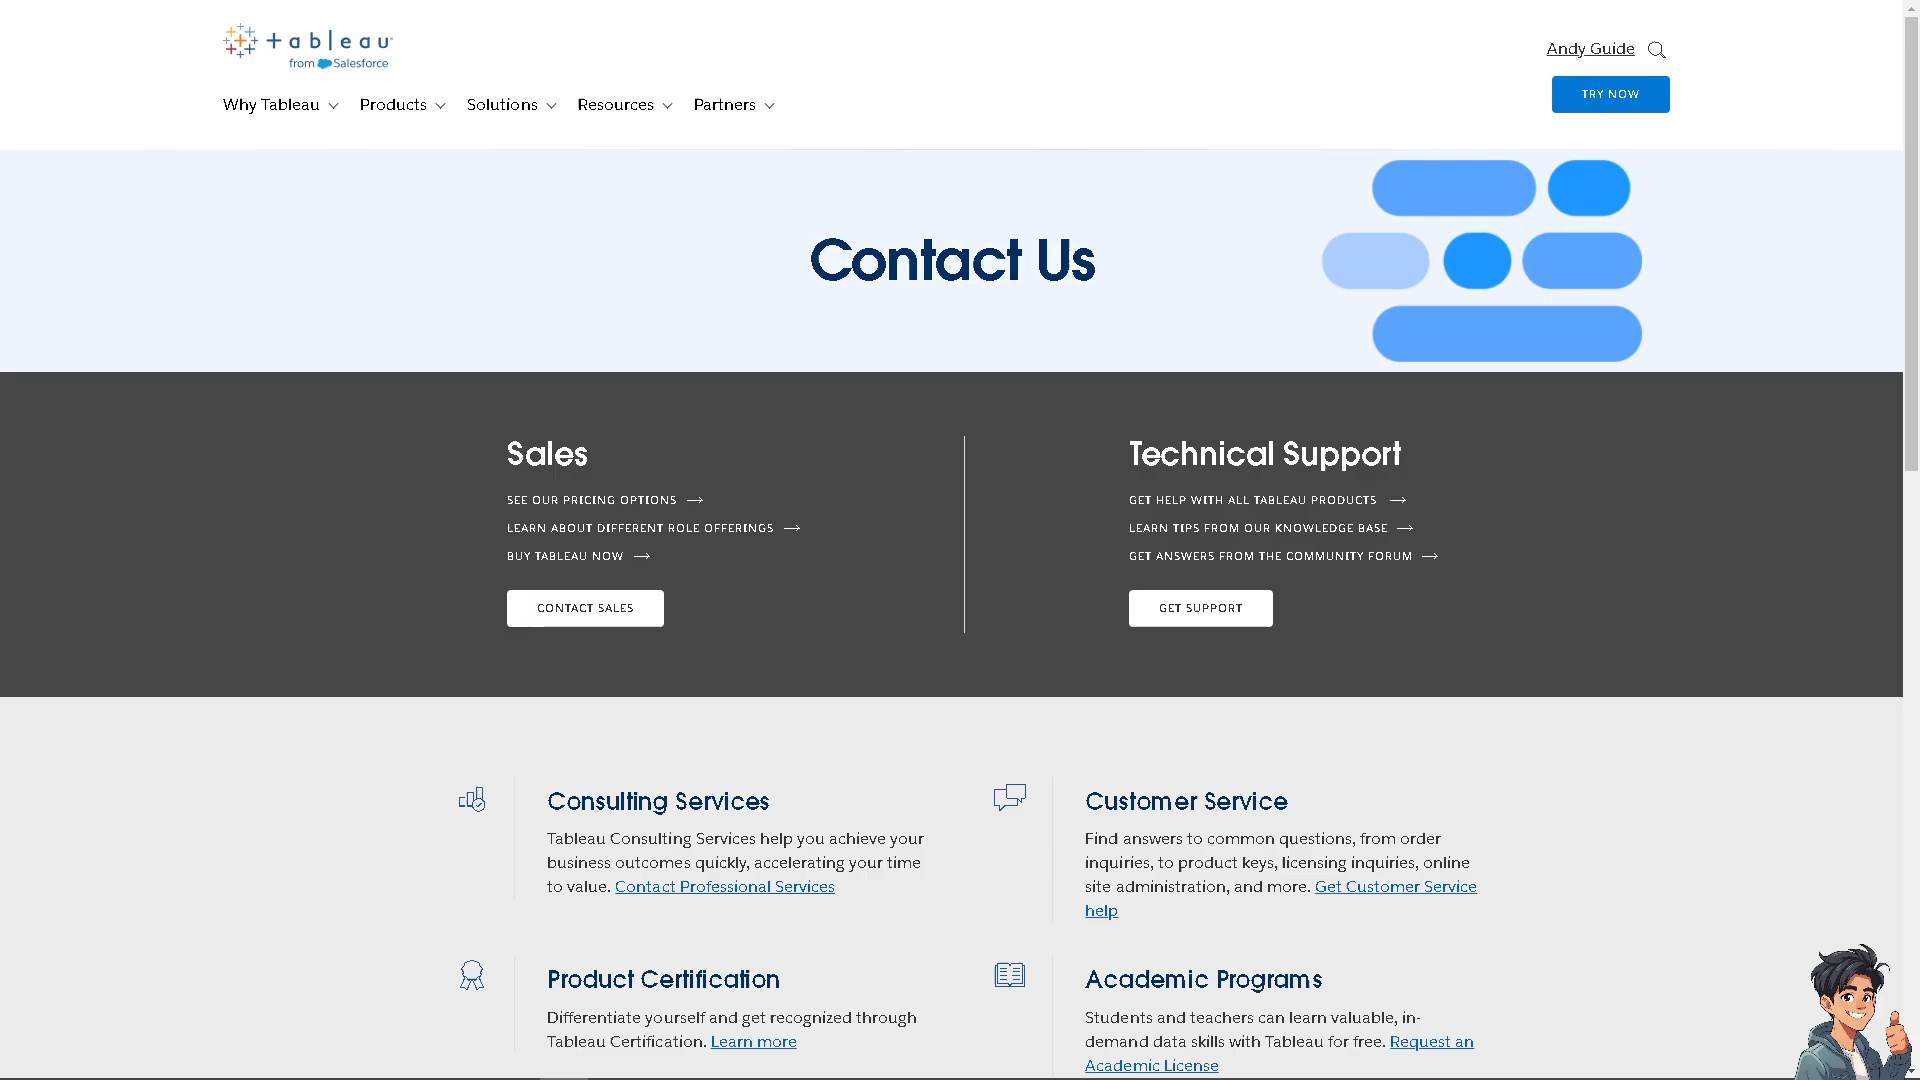 tableau
from Salesforce
Andy Guide
Why Tableau
Products
Solutions
Resources
Partners
TRY NOW
Contact Us
Sales
SEE OUR PRICING OPTIONS
LEARN ABOUT DIFFERENT ROLE OFFERINGS
BUY TABLEAU NOW
CONTACT SALES
Technical Support
GET HELP WITH ALL TABLEAU PRODUCTS
LEARN TIPS FROM OUR KNOWLEDGE BASE
GET ANSWERS FROM THE COMMUNITY FORUM
GET SUPPORT
Consulting Services
Tableau Consulting Services help you achieve your
business outcomes quickly, accelerating your time
to value. Contact Professional Services
Customer Service
Find answers to common questions, from order
inquiries, to product keys, licensing inquiries, online
site administration, and more. Get Customer Service
help
Product Certification
Differentiate yourself and get recognized through
Tableau Certification. Learn more
Academic Programs
Students and teachers can learn valuable, in-
demand data skills with Tableau for free. Request an
Academic License